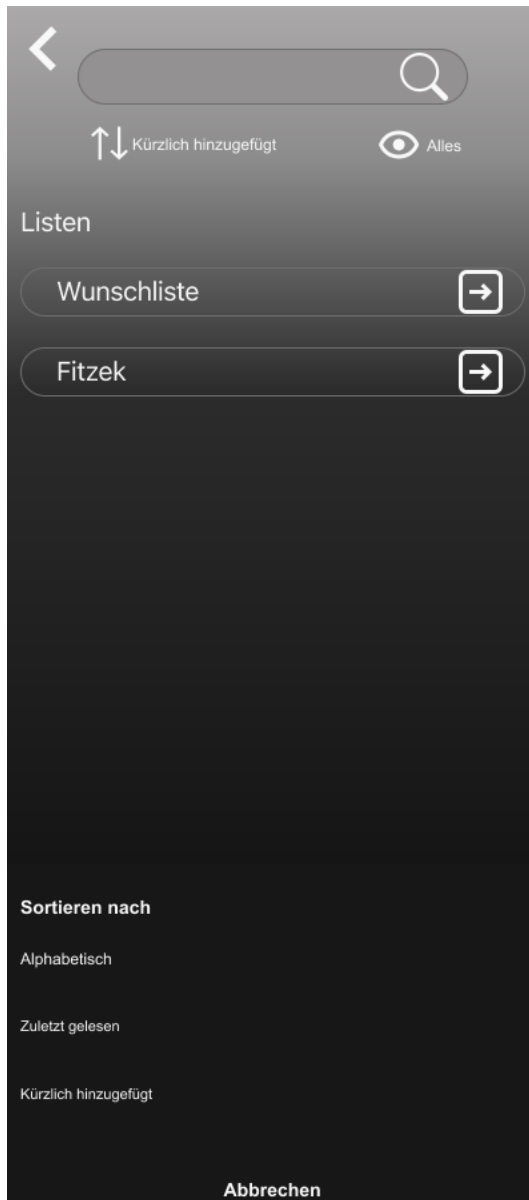 Kürzlich hinzugefügt
Alles
Listen
Wunschliste
Fitzek
Sortieren nach
Alphabetisch
Zuletzt gelesen
Kürzlich hinzugefügt
Abbrechen